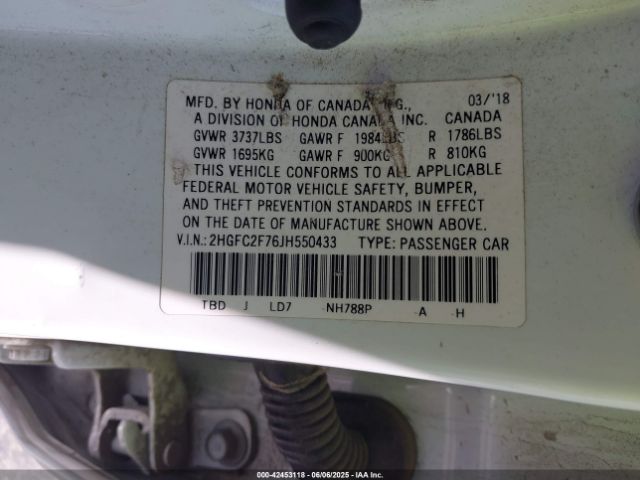 MFD. BY HONDA OF CANADA MFG., 03/'18
A DIVISION OF HONDA CANADA INC. CANADA
GVWR 3737LBS GAWR F 1984LBS R 1786LBS
GVWR 1695KG GAWR F 900KG R 810KG
THIS VEHICLE CONFORMS TO ALL APPLICABLE
FEDERAL MOTOR VEHICLE SAFETY, BUMPER,
AND THEFT PREVENTION STANDARDS IN EFFECT
ON THE DATE OF MANUFACTURE SHOWN ABOVE.
V.I.N.: 2HGFC2F76JH550433 TYPE: PASSENGER CAR
TBD J LD7 NH788P A H
000-42453118 - 06/06/2025 - IAA Inc.